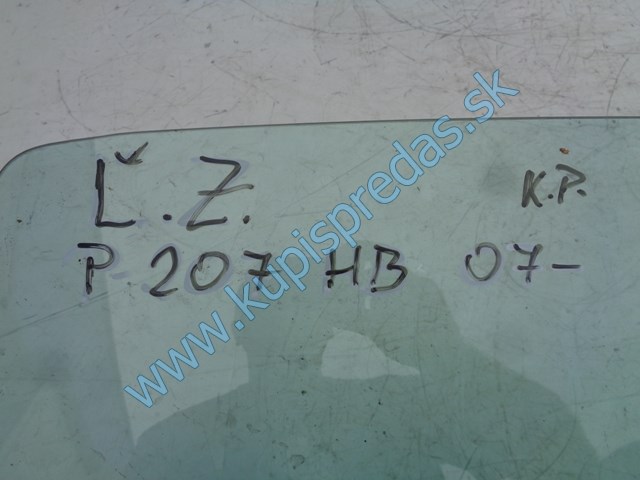 Ľ.Z. K.P.
P-207 HB 07-
www.kupispredas.sk